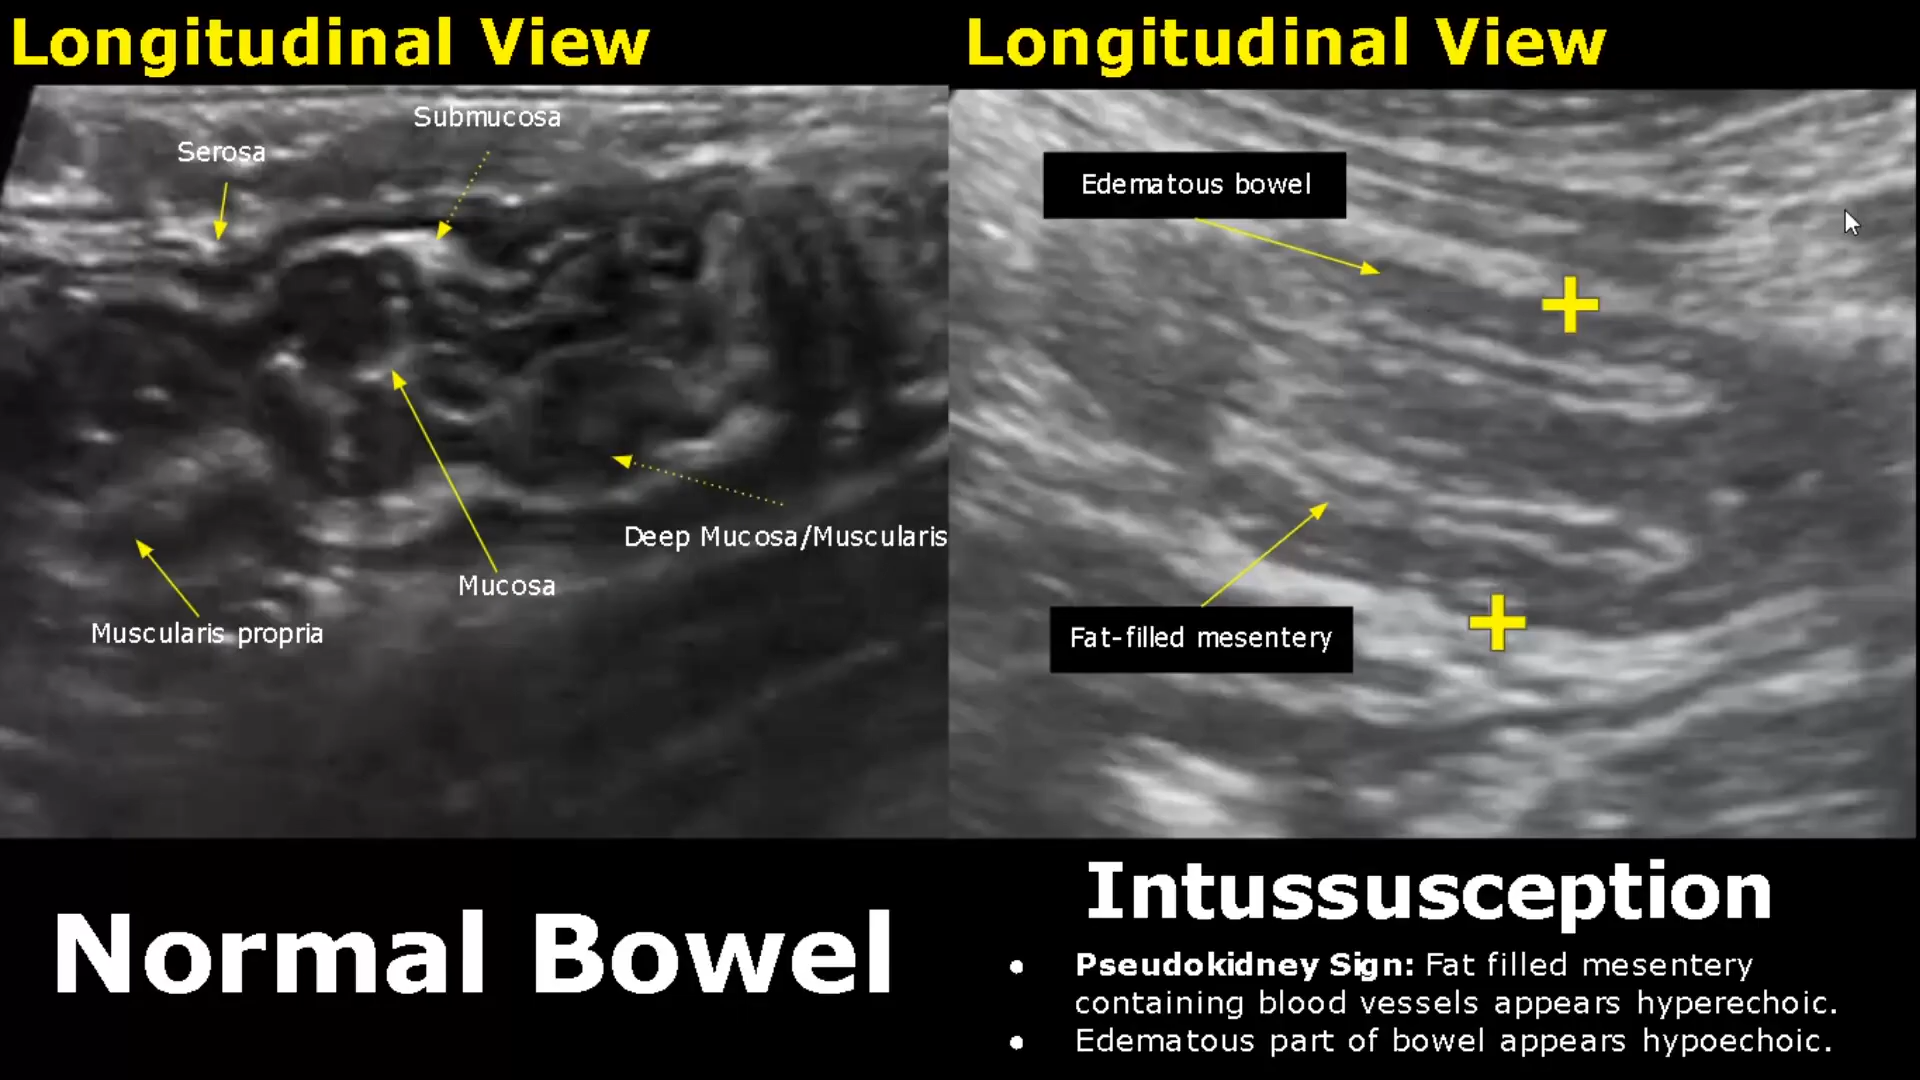 Longitudinal View
Submucosa
Serosa
Deep Mucosa/Muscularis
Mucosa
Muscularis propria
Normal Bowel
Longitudinal View
Edematous bowel
Fat-filled mesentery
Intussusception
• Pseudokidney Sign: Fat filled mesentery
containing blood vessels appears hyperechoic.
• Edematous part of bowel appears hypoechoic.